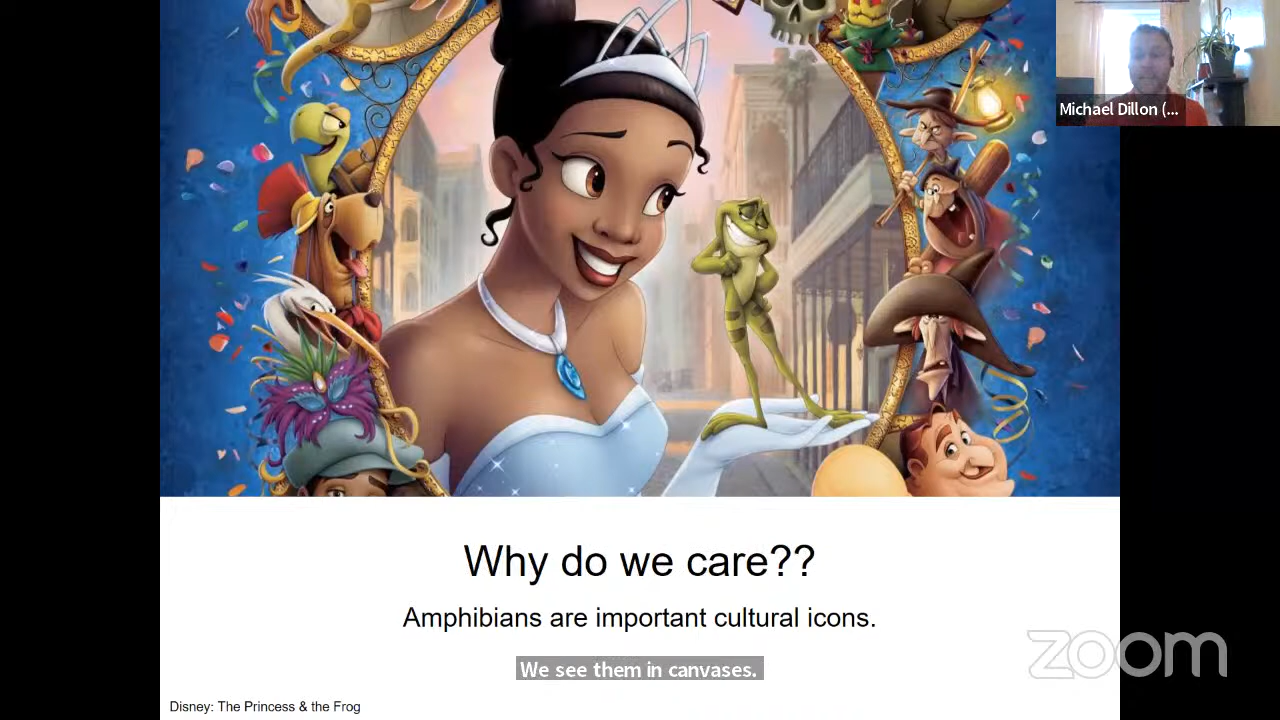 Michael Dillon (...
Why do we care??
Amphibians are important cultural icons.
We see them in canvases.
zoom
Disney: The Princess & the Frog